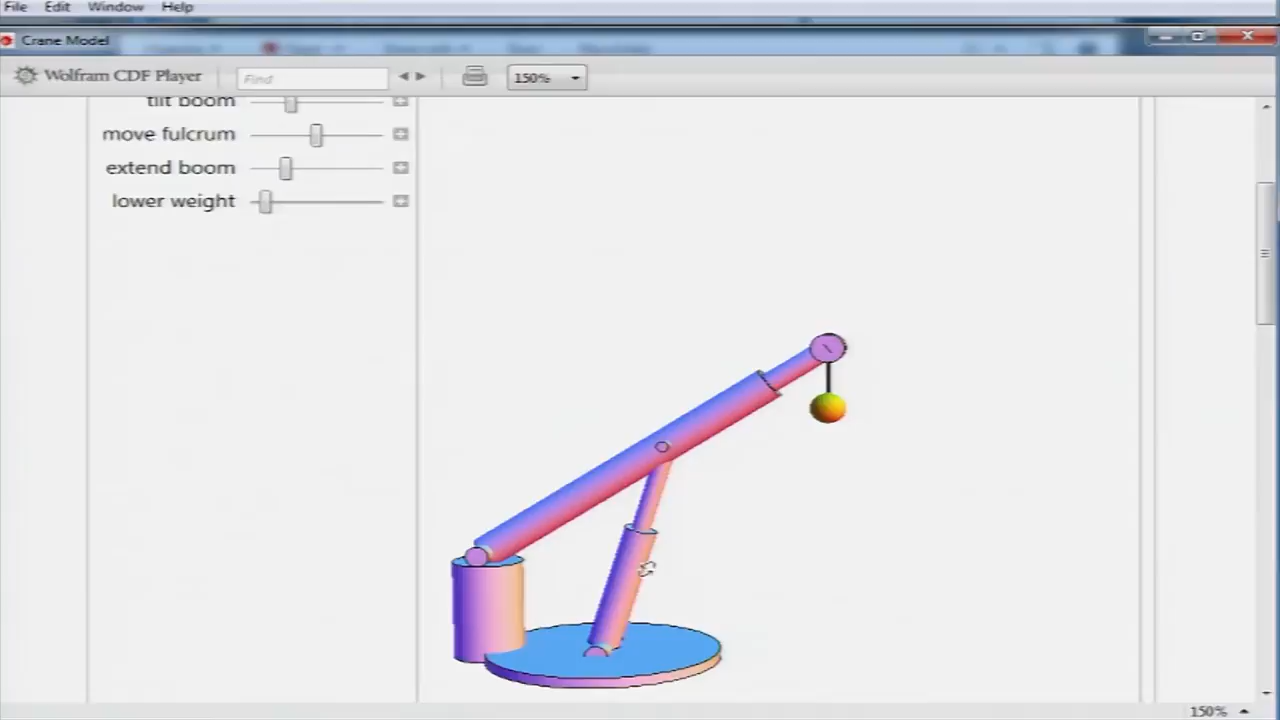 File Edit Window Help
Crane Model
Wolfram CDF Player Find 150%
tilt boom
move fulcrum
extend boom
lower weight
150%